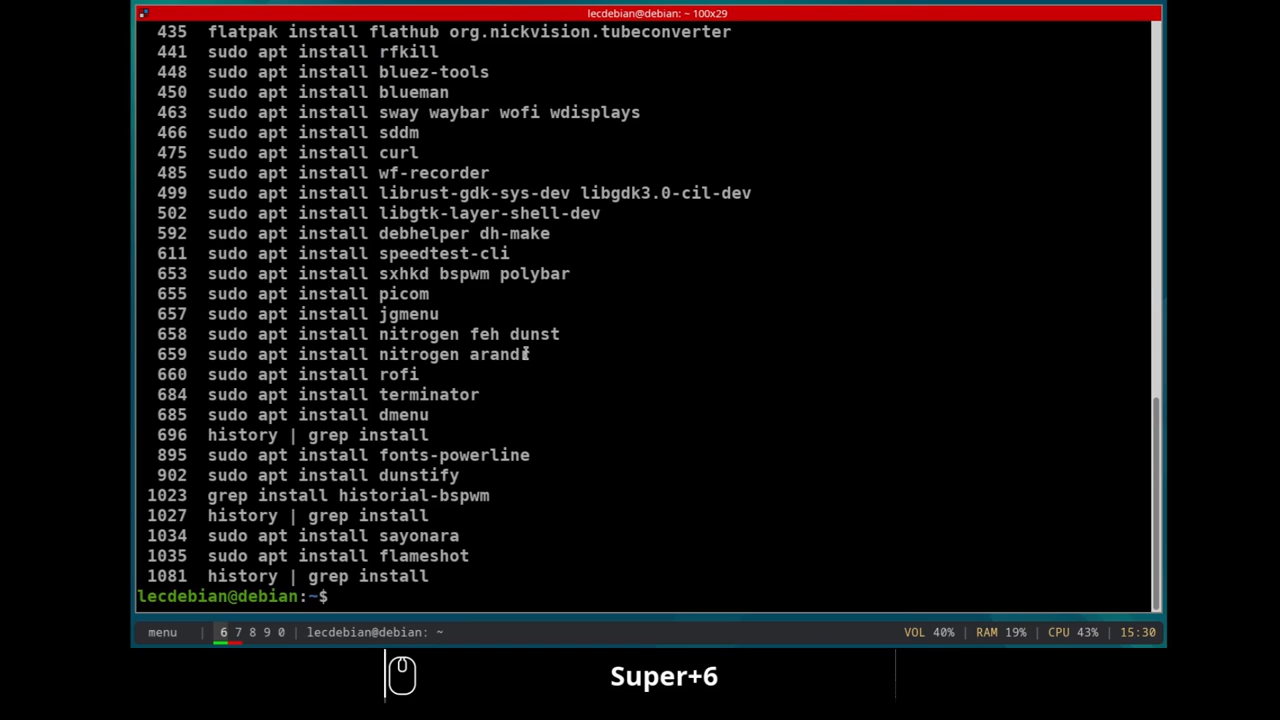 lecdebian@debian: ~ 100x29
435 flatpak install flathub org.nickvision.tubeconverter
441 sudo apt install rfkill
448 sudo apt install bluez-tools
450 sudo apt install blueman
463 sudo apt install sway waybar wofi wdisplays
466 sudo apt install sddm
475 sudo apt install curl
485 sudo apt install wf-recorder
499 sudo apt install librust-gdk-sys-dev libgdk3.0-cil-dev
502 sudo apt install libgtk-layer-shell-dev
592 sudo apt install debhelper dh-make
611 sudo apt install speedtest-cli
653 sudo apt install sxhkd bspwm polybar
655 sudo apt install picom
657 sudo apt install jgmenu
658 sudo apt install nitrogen feh dunst
659 sudo apt install nitrogen
660 sudo apt install rofi
684 sudo apt install terminator
685 sudo apt install dmenu
696 history | grep install
895 sudo apt install fonts-powerline
902 sudo apt install dunstify
1023 grep install historial-bspwm
1027 history | grep install
1034 sudo apt install sayonara
1035 sudo apt install flameshot
1081 history | grep install
lecdebian@debian:~$
menu | 6 7 8 9 0 | lecdebian@debian: ~ VOL 40% | RAM 19% | CPU 43% | 15:30
Super+6